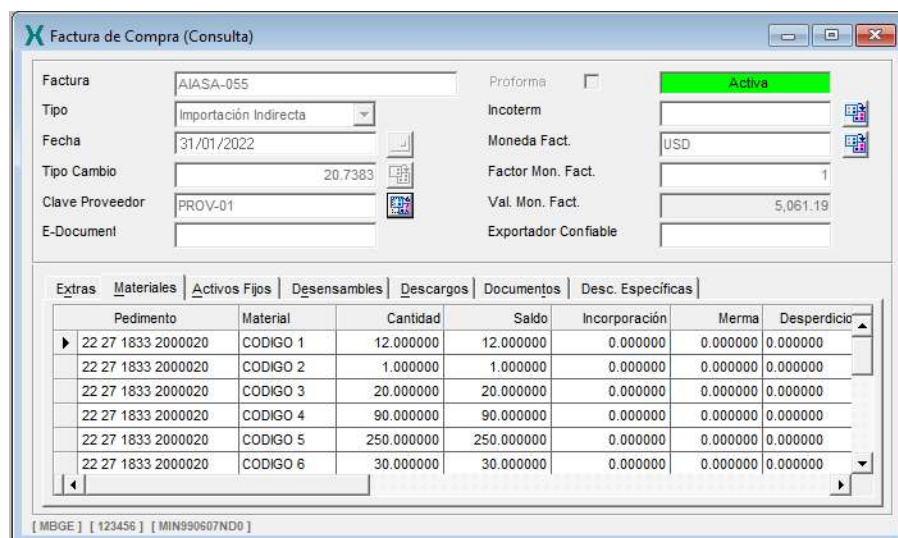 Factura de Compra (Consulta)
Factura AIASA-055 Proforma Activa
Tipo Importación Indirecta Incoterm
Fecha 31/01/2022 Moneda Fact. USD
Tipo Cambio 20.7383 Factor Mon. Fact. 1
Clave Proveedor PROV-01 Val. Mon. Fact. 5,061.19
E-Document Exportador Confiable
Extras Materiales Activos Fijos Desensambles Descargos Documentos Desc. Específicas
Pedimento Material Cantidad Saldo Incorporación Merma Desperdicio
22 27 1833 2000020 CODIGO 1 12.000000 12.000000 0.000000 0.000000 0.000000
22 27 1833 2000020 CODIGO 2 1.000000 1.000000 0.000000 0.000000 0.000000
22 27 1833 2000020 CODIGO 3 20.000000 20.000000 0.000000 0.000000 0.000000
22 27 1833 2000020 CODIGO 4 90.000000 90.000000 0.000000 0.000000 0.000000
22 27 1833 2000020 CODIGO 5 250.000000 250.000000 0.000000 0.000000 0.000000
22 27 1833 2000020 CODIGO 6 30.000000 30.000000 0.000000 0.000000 0.000000
[ MBGE ] [ 123456 ] [ MIN990607ND0 ]